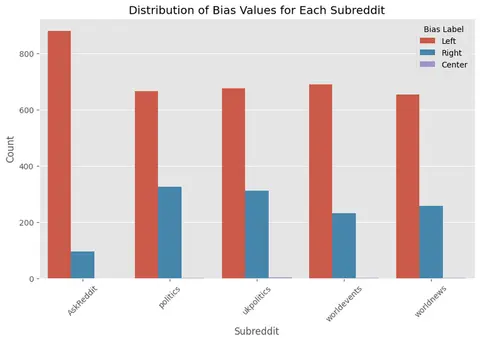 Distribution of Bias Values for Each Subreddit
Bias Label
Left
Right
Center
Count
800
600
400
200
0
AskReddit
politics
ukpolitics
worldevents
worldnews
Subreddit